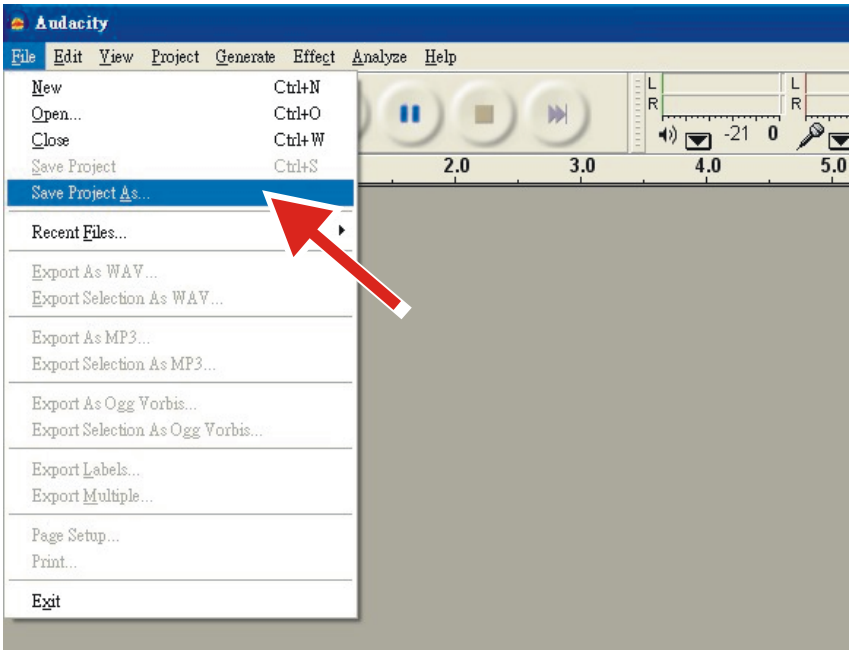 Audacity
File Edit View Project Generate Effect Analyze Help
New Ctrl+N
Open... Ctrl+O
Close Ctrl+W
Save Project Ctrl+S
Save Project As...
Recent Files...
Export As WAV...
Export Selection As WAV...
Export As MP3...
Export Selection As MP3...
Export As Ogg Vorbis...
Export Selection As Ogg Vorbis...
Export Labels...
Export Multiple...
Page Setup...
Print...
Exit
L L
R R
-21 0
2.0 3.0 4.0 5.0